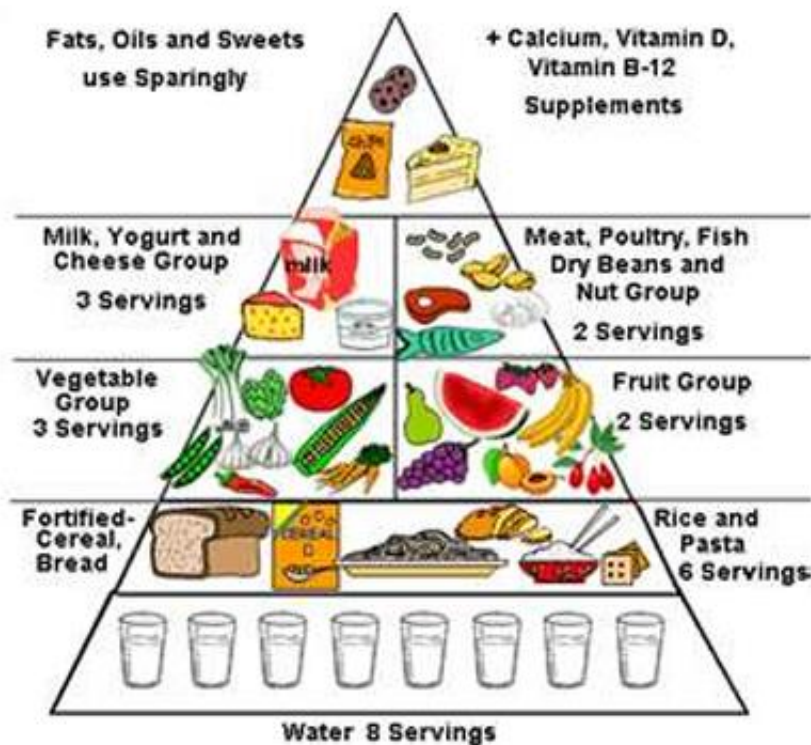 Fats, Oils and Sweets
use Sparingly
+ Calcium, Vitamin D,
Vitamin B-12
Supplements
Milk, Yogurt and
Cheese Group
3 Servings
milk
Meat, Poultry, Fish
Dry Beans and
Nut Group
2 Servings
Vegetable
Group
3 Servings
Fruit Group
2 Servings
Fortified-
Cereal,
Bread
CEREAL
Rice and
Pasta
6 Servings
Water 8 Servings